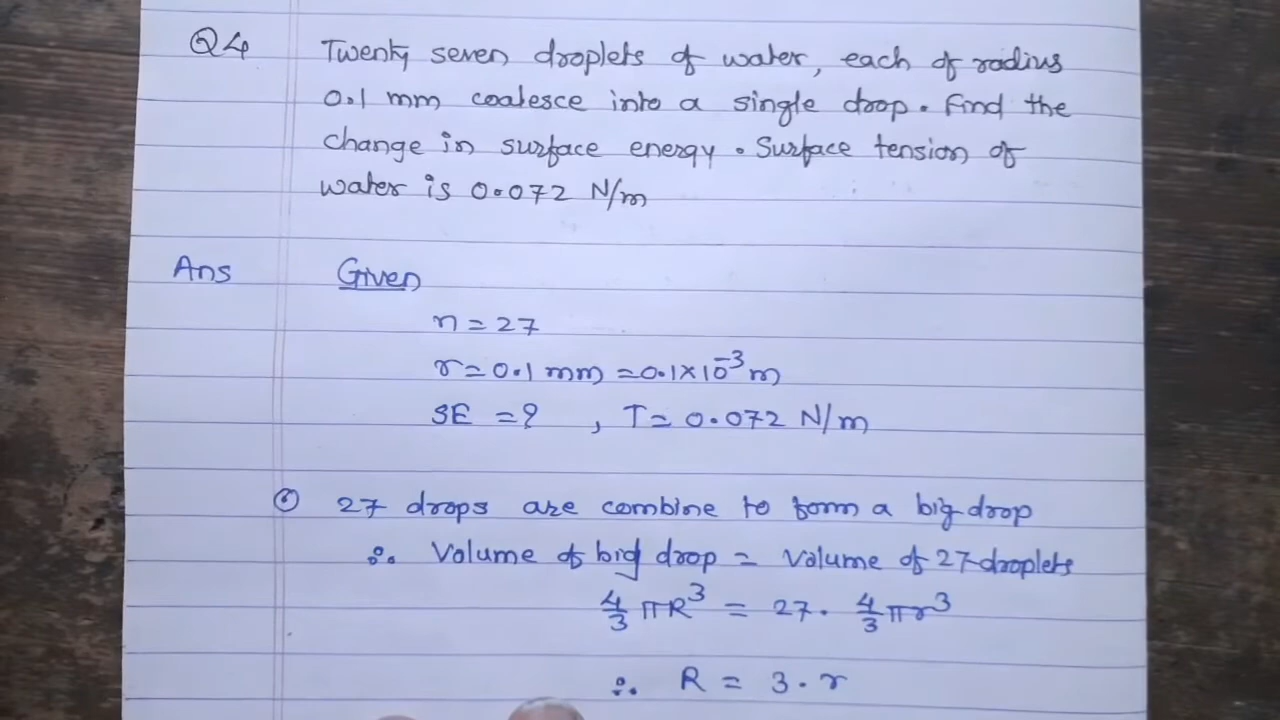 Q4 Twenty seven droplets of water, each of radius
0.1 mm coalesce into a single drop. Find the
change in surface energy. Surface tension of
water is 0.072 N/m
Ans Given
n = 27
r = 0.1 mm = 0.1×10⁻³ m
SE = ? , T = 0.072 N/m
① 27 drops are combine to form a big drop
∴ Volume of big drop = Volume of 27 droplets
4/3 πR³ = 27. 4/3 πr³
∴ R = 3.r